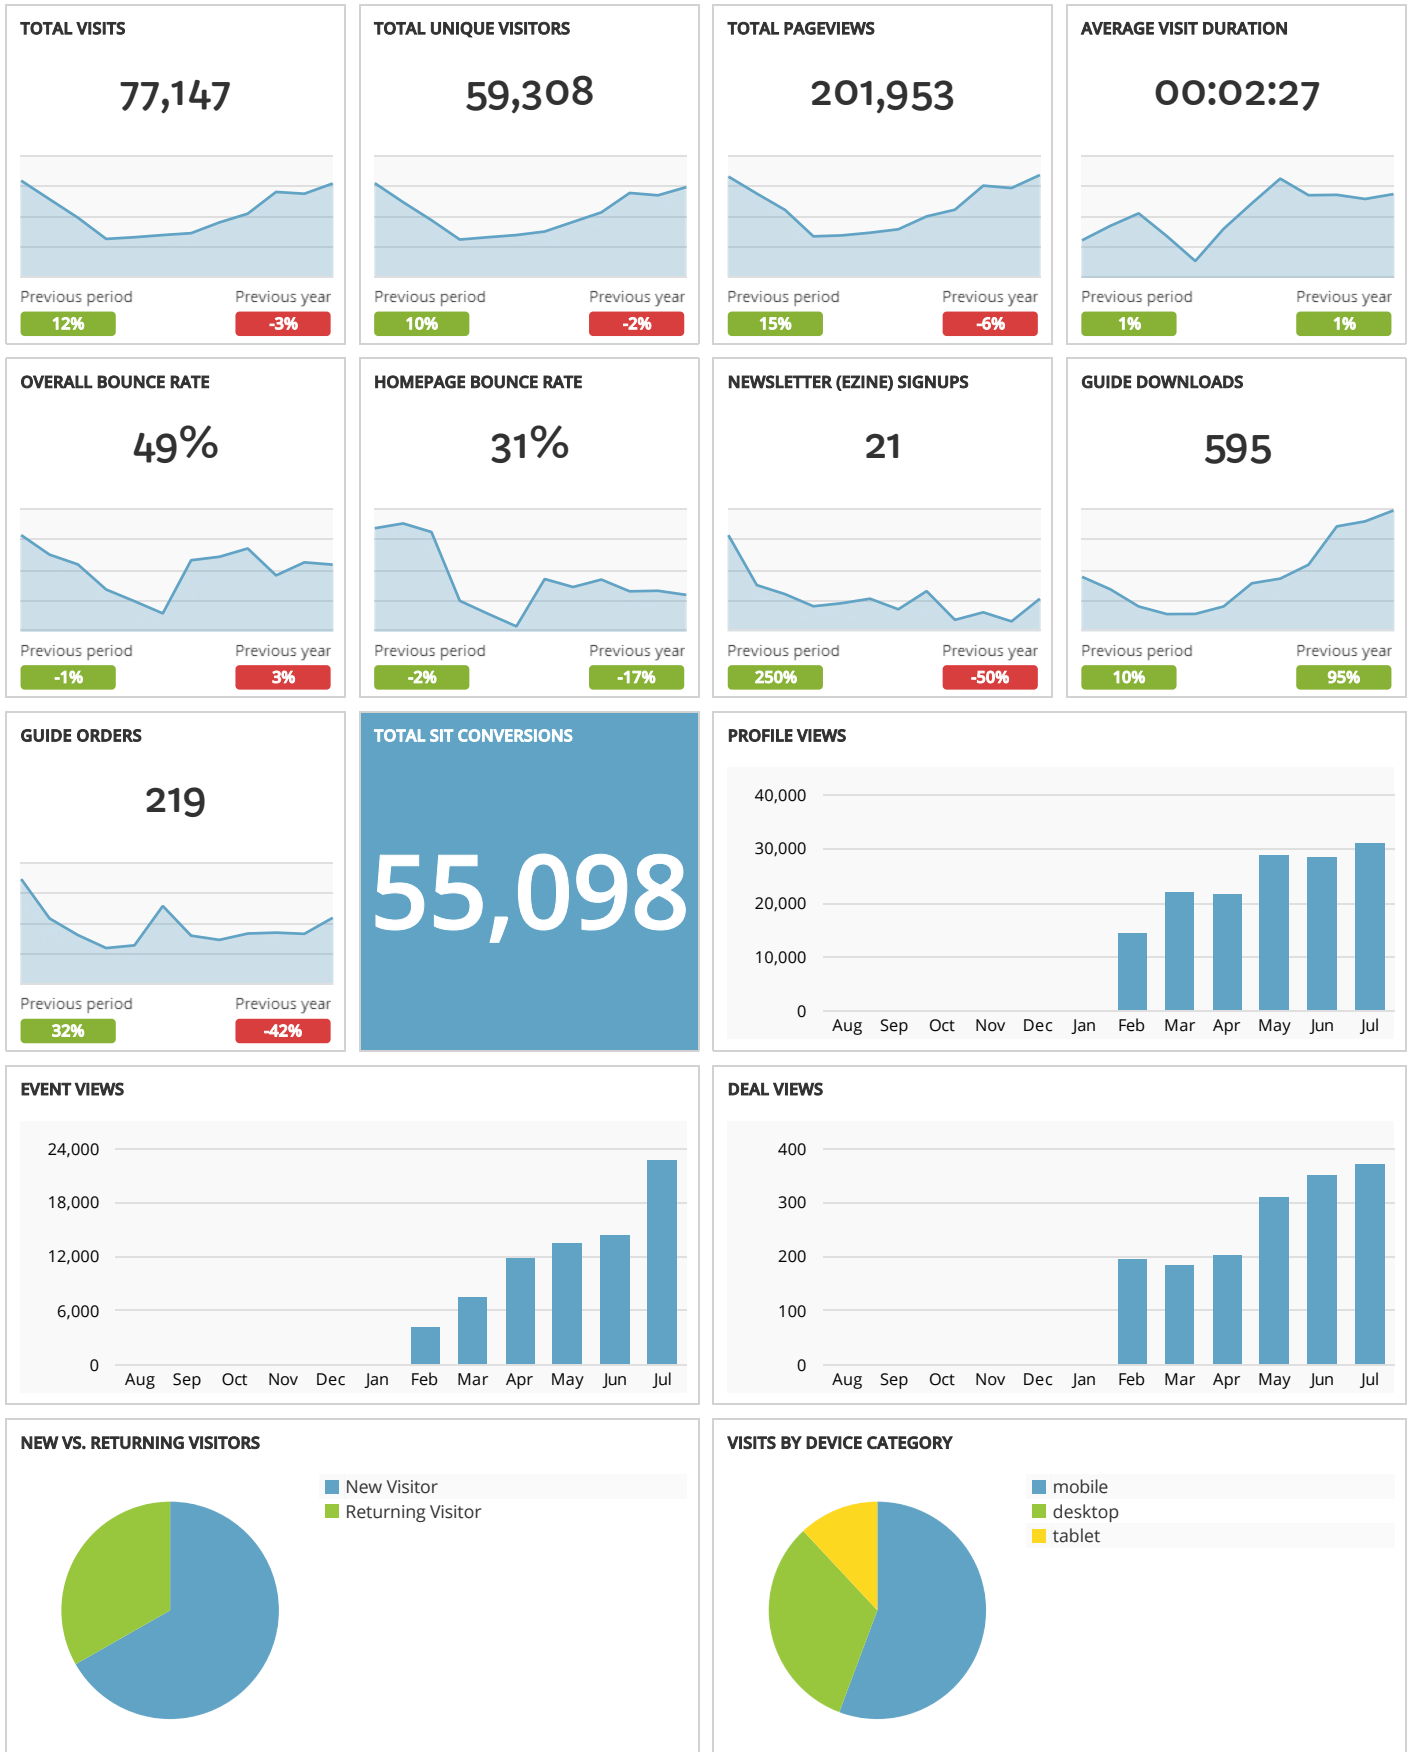 TOTAL VISITS
77,147
Previous period
Previous year
12%
-3%
TOTAL UNIQUE VISITORS
59,308
Previous period
Previous year
10%
-2%
TOTAL PAGEVIEWS
201,953
Previous period
Previous year
15%
-6%
AVERAGE VISIT DURATION
00:02:27
Previous period
Previous year
1%
1%
OVERALL BOUNCE RATE
49%
Previous period
Previous year
-1%
3%
HOMEPAGE BOUNCE RATE
31%
Previous period
Previous year
-2%
-17%
NEWSLETTER (EZINE) SIGNUPS
21
Previous period
Previous year
250%
-50%
GUIDE DOWNLOADS
595
Previous period
Previous year
10%
95%
GUIDE ORDERS
219
Previous period
Previous year
32%
-42%
TOTAL SIT CONVERSIONS
55,098
PROFILE VIEWS
40,000
30,000
20,000
10,000
0
Aug Sep Oct Nov Dec Jan Feb Mar Apr May Jun Jul
EVENT VIEWS
24,000
18,000
12,000
6,000
0
Aug Sep Oct Nov Dec Jan Feb Mar Apr May Jun Jul
DEAL VIEWS
400
300
200
100
0
Aug Sep Oct Nov Dec Jan Feb Mar Apr May Jun Jul
NEW VS. RETURNING VISITORS
New Visitor
Returning Visitor
VISITS BY DEVICE CATEGORY
mobile
desktop
tablet